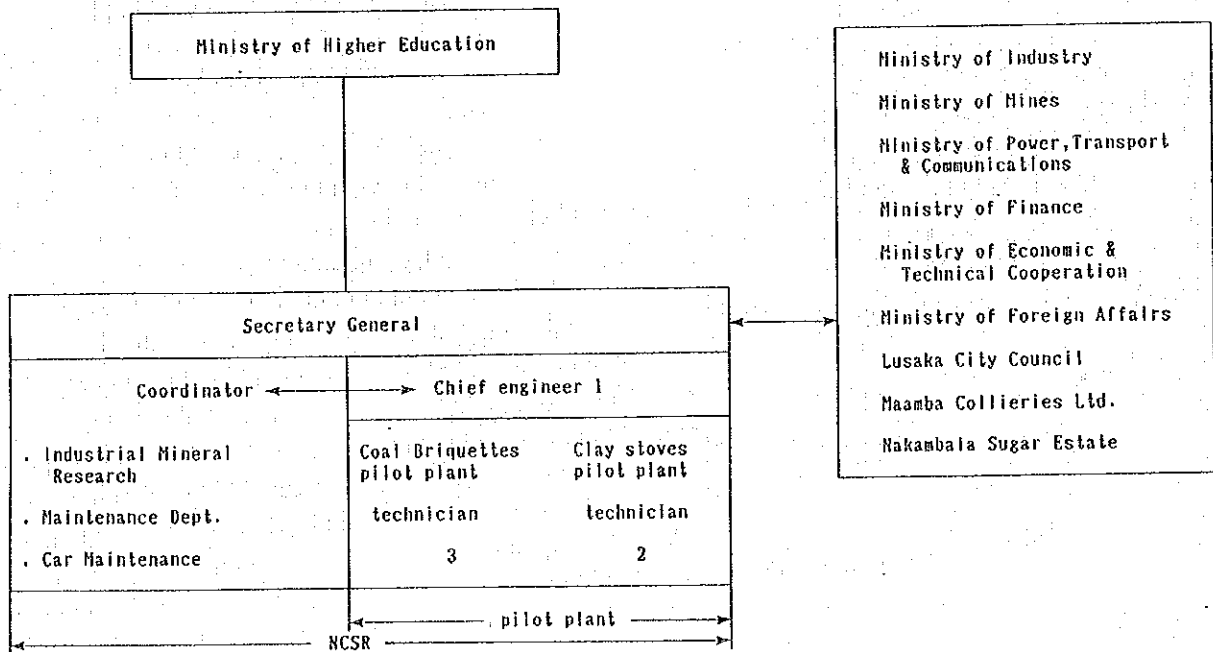 Ministry of Higher Education
Ministry of Industry
Ministry of Mines
Ministry of Power,Transport
& Communications
Ministry of Finance
Ministry of Economic &
Technical Cooperation
Ministry of Foreign Affairs
Lusaka City Council
Maamba Collieries Ltd.
Nakambala Sugar Estate
Secretary General
Coordinator
Chief engineer 1
. Industrial Mineral
Research
. Maintenance Dept.
. Car Maintenance
Coal Briquettes
pilot plant
technician
3
Clay stoves
pilot plant
technician
2
pilot plant
NCSR